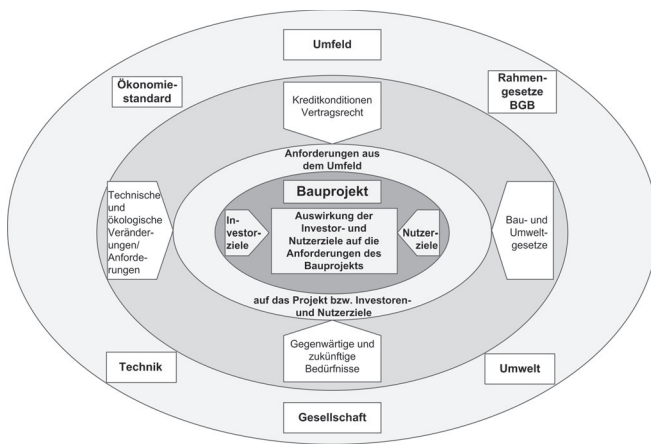 Umfeld
Ökonomie-
standard
Rahmen-
gesetze
BGB
Kreditkonditionen
Vertragsrecht
Anforderungen aus
dem Umfeld
Bauprojekt
Technische
und
ökologische
Veränder-
ungen/
Anforde-
rungen
In-
vestor-
ziele
Auswirkung der
Investor- und
Nutzerziele auf die
Anforderungen des
Bauprojekts
Nutzer-
ziele
Bau- und
Umwelt-
gesetze
auf das Projekt bzw. Investoren-
und Nutzerziele
Gegenwärtige und
zukünftige
Bedürfnisse
Technik
Umwelt
Gesellschaft